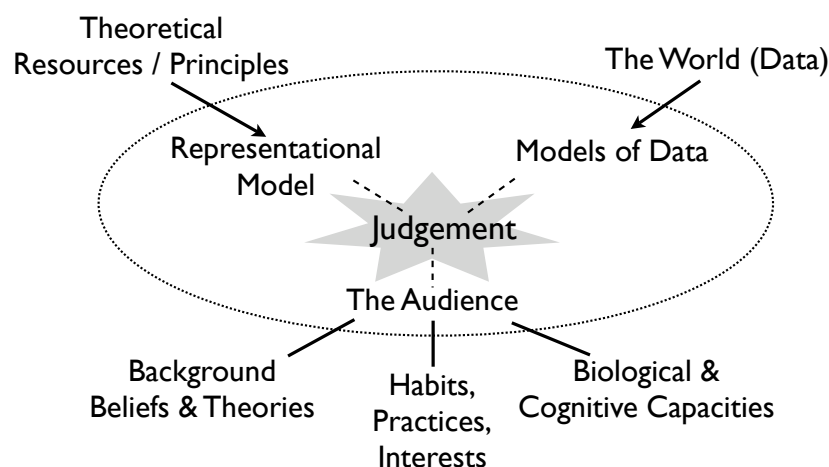 Theoretical
Resources / Principles
The World (Data)
Representational
Model
Models of Data
Judgement
The Audience
Background
Beliefs & Theories
Habits,
Practices,
Interests
Biological &
Cognitive Capacities